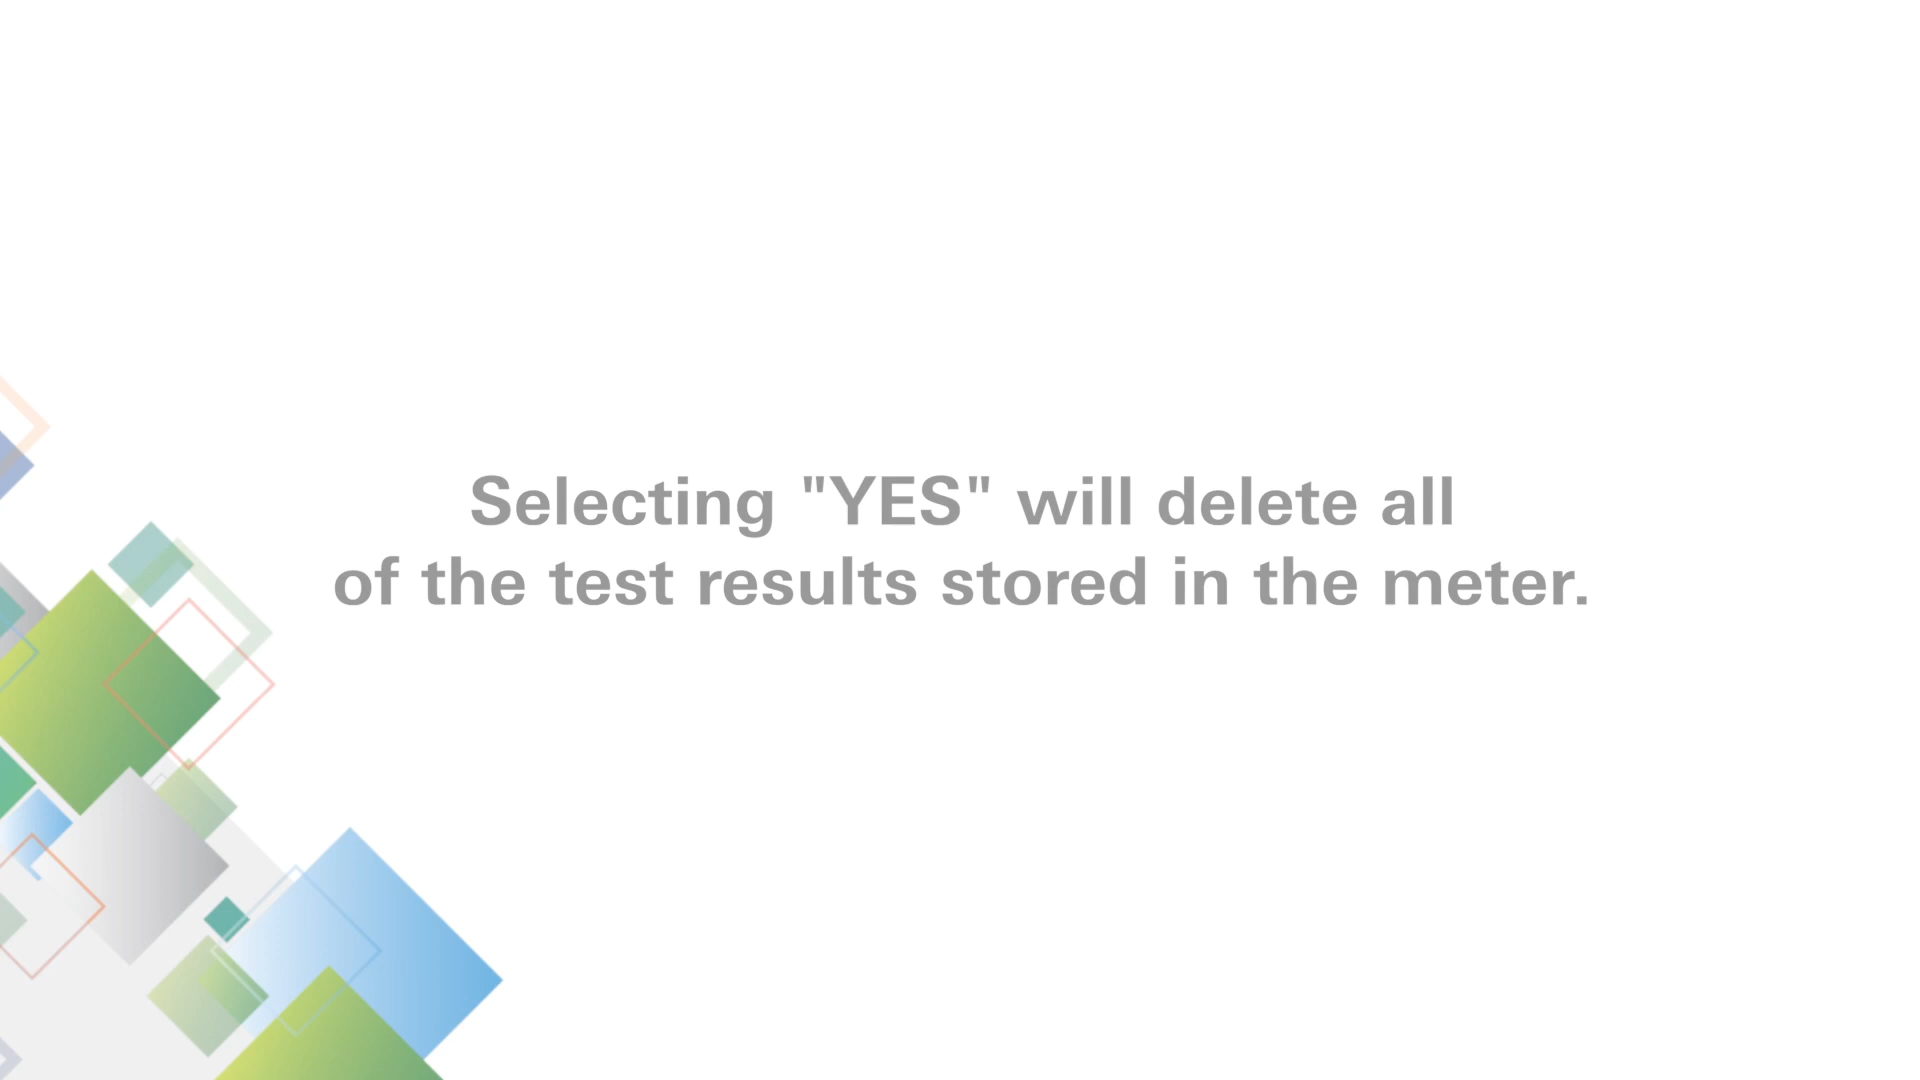 Selecting "YES" will delete all
of the test results stored in the meter.